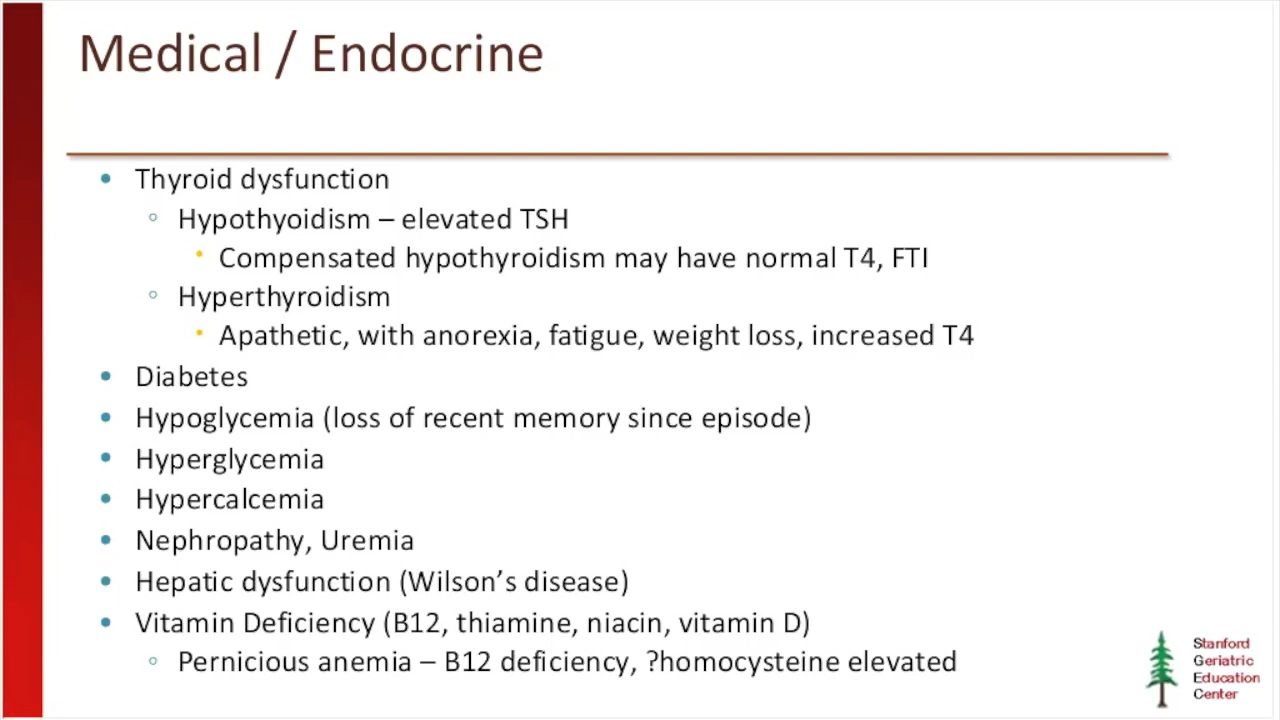 Medical / Endocrine
• Thyroid dysfunction
◦ Hypothyoidism – elevated TSH
▪ Compensated hypothyroidism may have normal T4, FTI
◦ Hyperthyroidism
▪ Apathetic, with anorexia, fatigue, weight loss, increased T4
• Diabetes
• Hypoglycemia (loss of recent memory since episode)
• Hyperglycemia
• Hypercalcemia
• Nephropathy, Uremia
• Hepatic dysfunction (Wilson’s disease)
• Vitamin Deficiency (B12, thiamine, niacin, vitamin D)
◦ Pernicious anemia – B12 deficiency, ?homocysteine elevated
Stanford
Geriatric
Education
Center